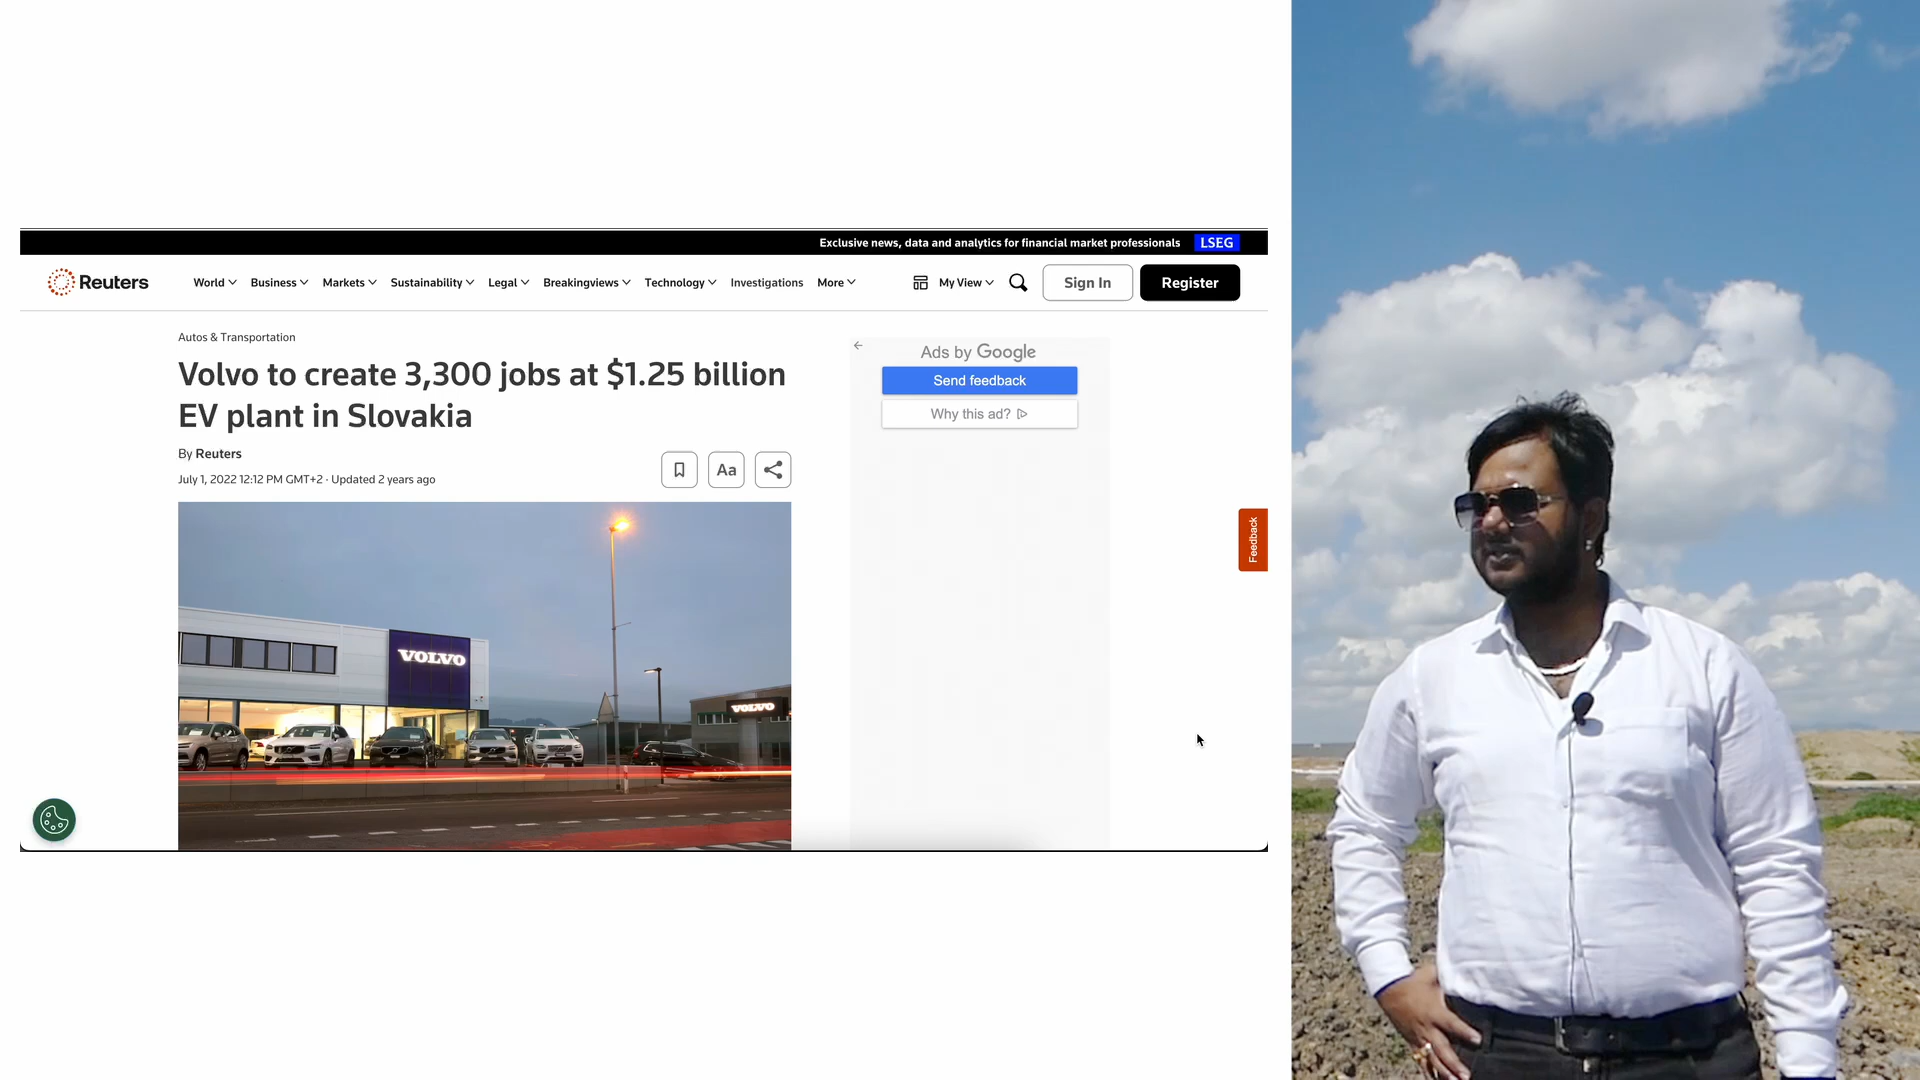 Exclusive news, data and analytics for financial market professionals LSEG
Reuters World Business Markets Sustainability Legal Breakingviews Technology Investigations More My View Sign In Register
Autos & Transportation
Volvo to create 3,300 jobs at $1.25 billion
EV plant in Slovakia
By Reuters
July 1, 2022 12:12 PM GMT+2 · Updated 2 years ago
Aa
Ads by Google
Send feedback
Why this ad?
Feedback
VOLVO
VOLVO